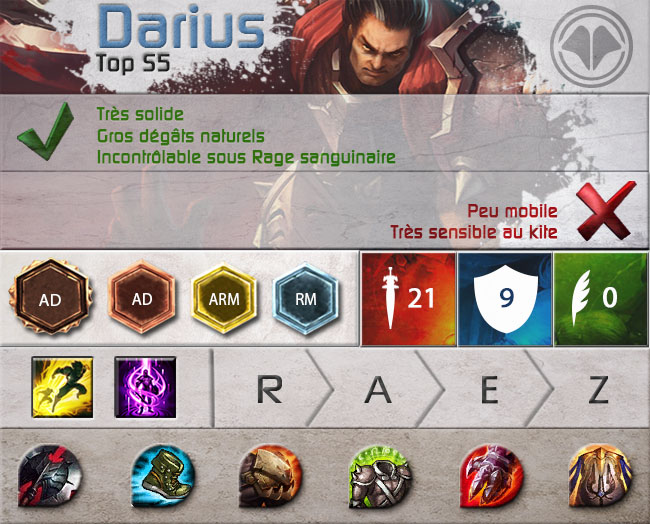 Darius
Top S5
Très solide
Gros dégâts naturels
Incontrôlable sous Rage sanguinaire
Peu mobile
Très sensible au kite
AD AD ARM RM 21 9 0
R A E Z